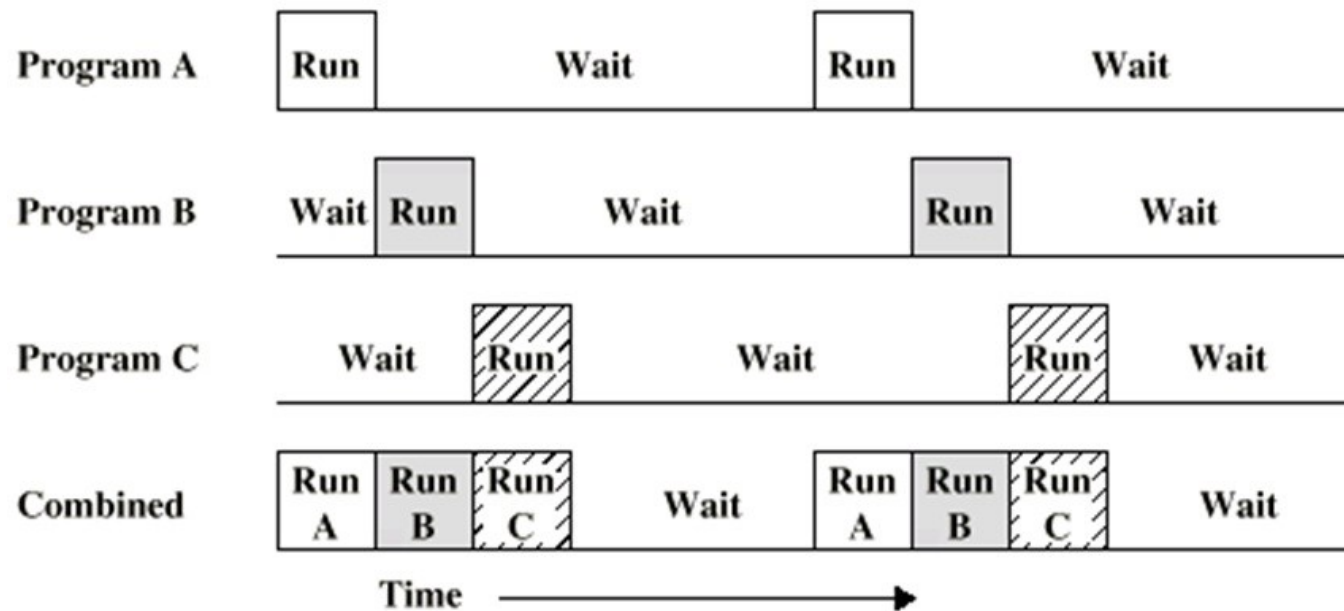 Program A Run Wait Run Wait
Program B Wait Run Wait Run Wait
Program C Wait Run Wait Run Wait
Combined Run A Run B Run C Wait Run A Run B Run C Wait
Time